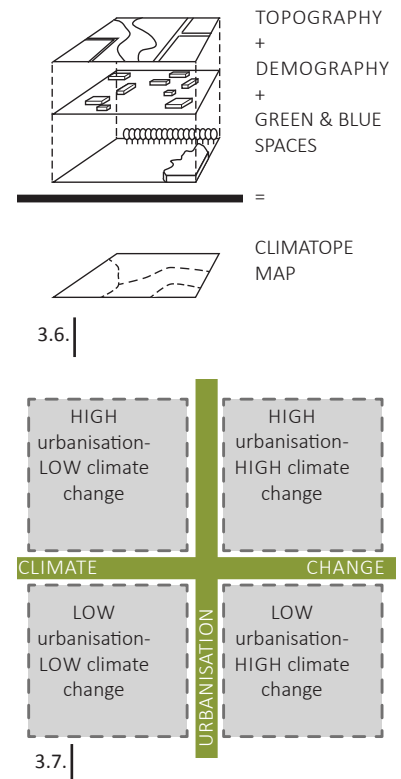 TOPOGRAPHY
+
DEMOGRAPHY
+
GREEN & BLUE
SPACES
=
CLIMATOPE
MAP
3.6.
HIGH
urbanisation-
LOW climate
change
HIGH
urbanisation-
HIGH climate
change
CLIMATE
CHANGE
URBANISATION
LOW
urbanisation-
LOW climate
change
LOW
urbanisation-
HIGH climate
change
3.7.